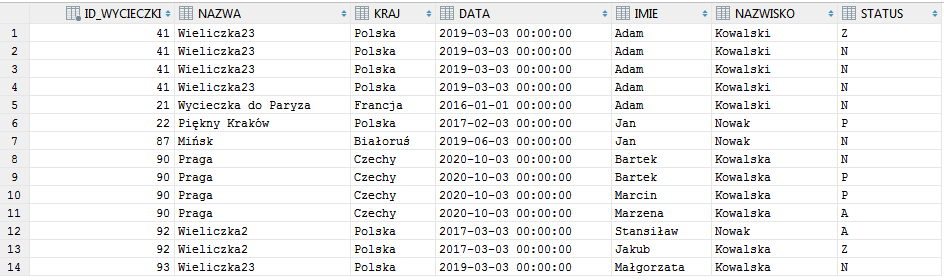 ID_WYCIECZKI NAZWA KRAJ DATA IMIE NAZWISKO STATUS
1 41 Wieliczka23 Polska 2019-03-03 00:00:00 Adam Kowalski Z
2 41 Wieliczka23 Polska 2019-03-03 00:00:00 Adam Kowalski N
3 41 Wieliczka23 Polska 2019-03-03 00:00:00 Adam Kowalski N
4 41 Wieliczka23 Polska 2019-03-03 00:00:00 Adam Kowalski N
5 21 Wycieczka do Paryza Francja 2016-01-01 00:00:00 Adam Kowalski N
6 22 Piękny Kraków Polska 2017-02-03 00:00:00 Jan Nowak P
7 87 Mińsk Białoruś 2019-06-03 00:00:00 Jan Nowak N
8 90 Praga Czechy 2020-10-03 00:00:00 Bartek Kowalska N
9 90 Praga Czechy 2020-10-03 00:00:00 Bartek Kowalska P
10 90 Praga Czechy 2020-10-03 00:00:00 Marcin Kowalska P
11 90 Praga Czechy 2020-10-03 00:00:00 Marzena Kowalska A
12 92 Wieliczka2 Polska 2017-03-03 00:00:00 Stansiław Nowak A
13 92 Wieliczka2 Polska 2017-03-03 00:00:00 Jakub Kowalska Z
14 93 Wieliczka23 Polska 2019-03-03 00:00:00 Małgorzata Kowalska N